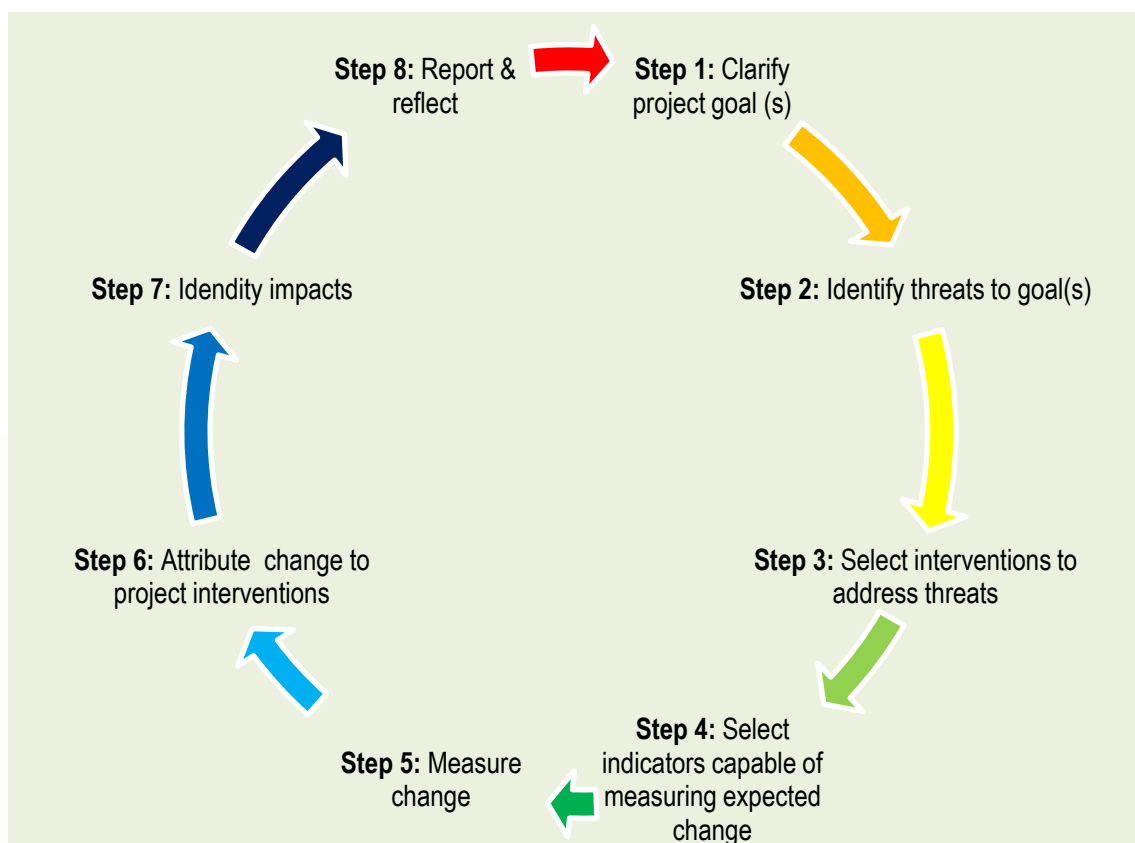 Step 1: Clarify
project goal (s)
Step 2: Identify threats to goal(s)
Step 3: Select interventions to
address threats
Step 4: Select
indicators capable of
measuring expected
change
Step 5: Measure
change
Step 6: Attribute  change to
project interventions
Step 7: Idendity impacts
Step 8: Report &
reflect